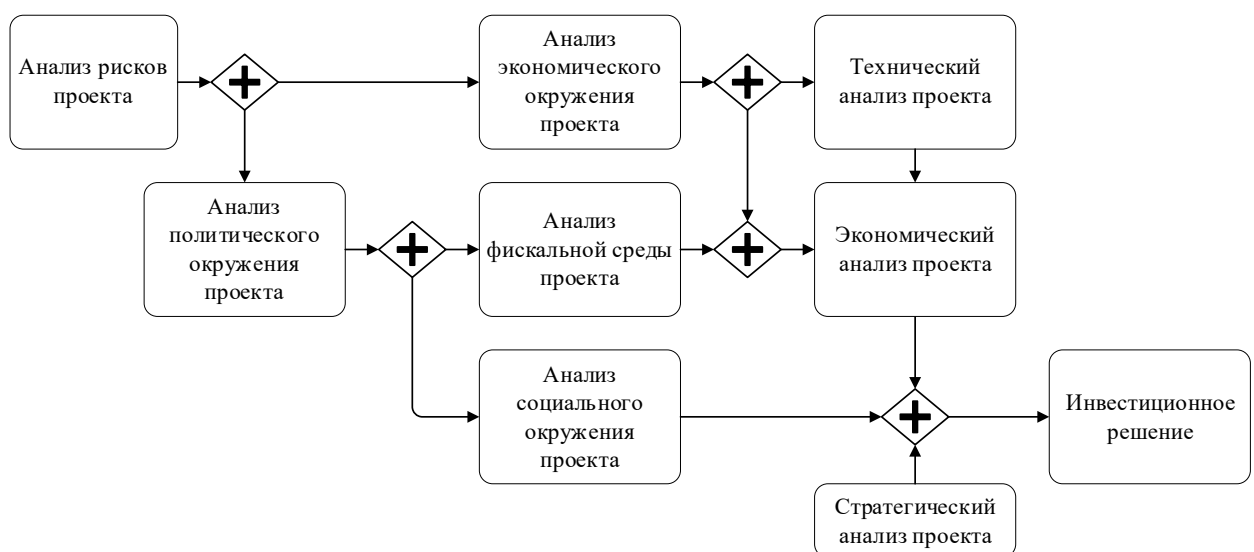 Анализ рисков
проекта
Анализ
экономического
окружения
проекта
Технический
анализ проекта
Анализ
политического
окружения
проекта
Анализ
фискальной среды
проекта
Экономический
анализ проекта
Анализ
социального
окружения
проекта
Инвестиционное
решение
Стратегический
анализ проекта